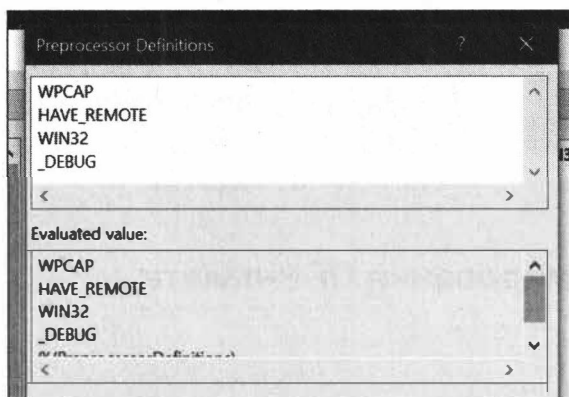 Preprocessor Definitions
WPCAP
HAVE_REMOTE
WIN32
_DEBUG
Evaluated value:
WPCAP
HAVE_REMOTE
WIN32
_DEBUG